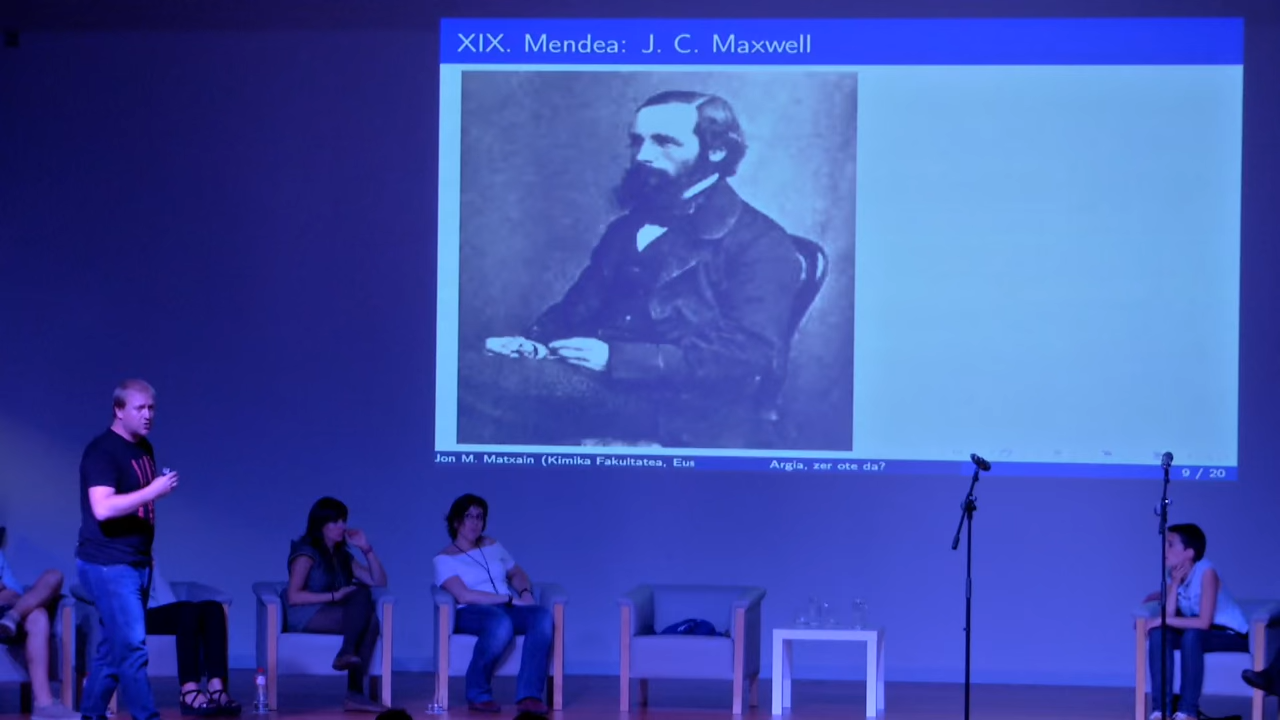 XIX. Mendea: J. C. Maxwell
Jon M. Matxain (Kimika Fakultatea, Eus
Argia, zer ote da?
9 / 20